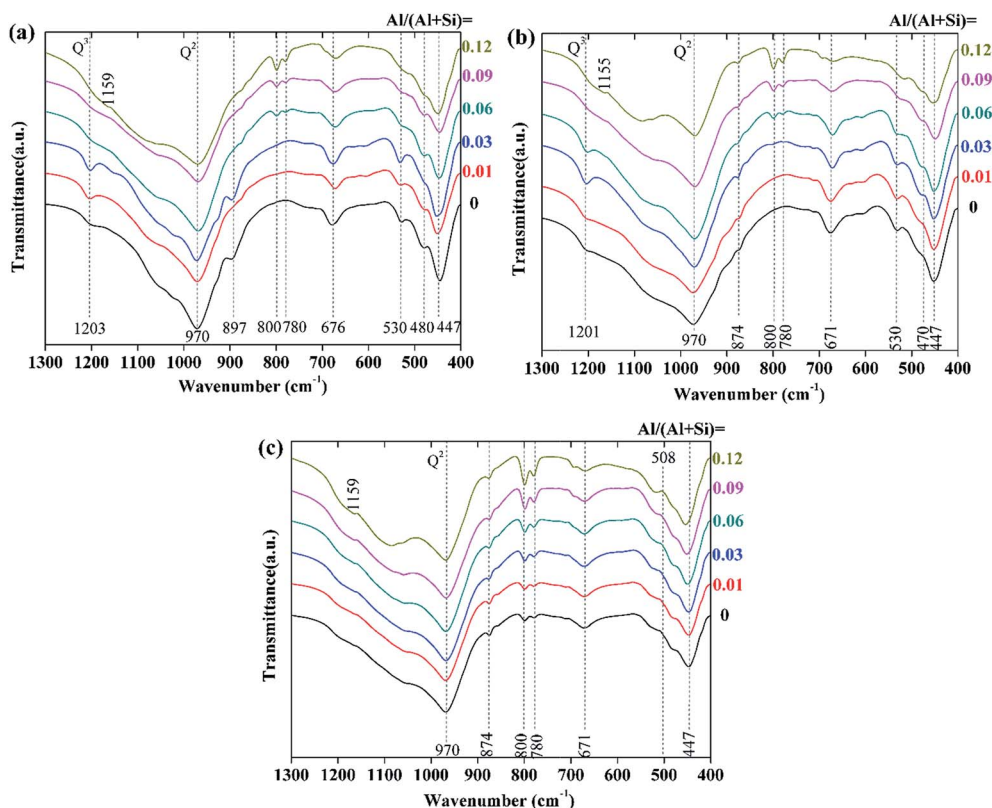 Al/(Al+Si)=
(a)
Q3
Q2
1159
0.12
0.09
0.06
0.03
0.01
0
Transmittance(a.u.)
1203
970
897
800
780
676
530
480
447
1300 1200 1100 1000 900 800 700 600 500 400
Wavenumber (cm-1)
Al/(Al+Si)=
(b)
Q3
Q2
1155
0.12
0.09
0.06
0.03
0.01
0
Transmittance(a.u.)
1201
970
874
800
780
671
530
470
447
1300 1200 1100 1000 900 800 700 600 500 400
Wavenumber (cm-1)
Al/(Al+Si)=
(c)
Q2
1159
508
0.12
0.09
0.06
0.03
0.01
0
Transmittance(a.u.)
970
874
800
780
671
447
1300 1200 1100 1000 900 800 700 600 500 400
Wavenumber (cm-1)